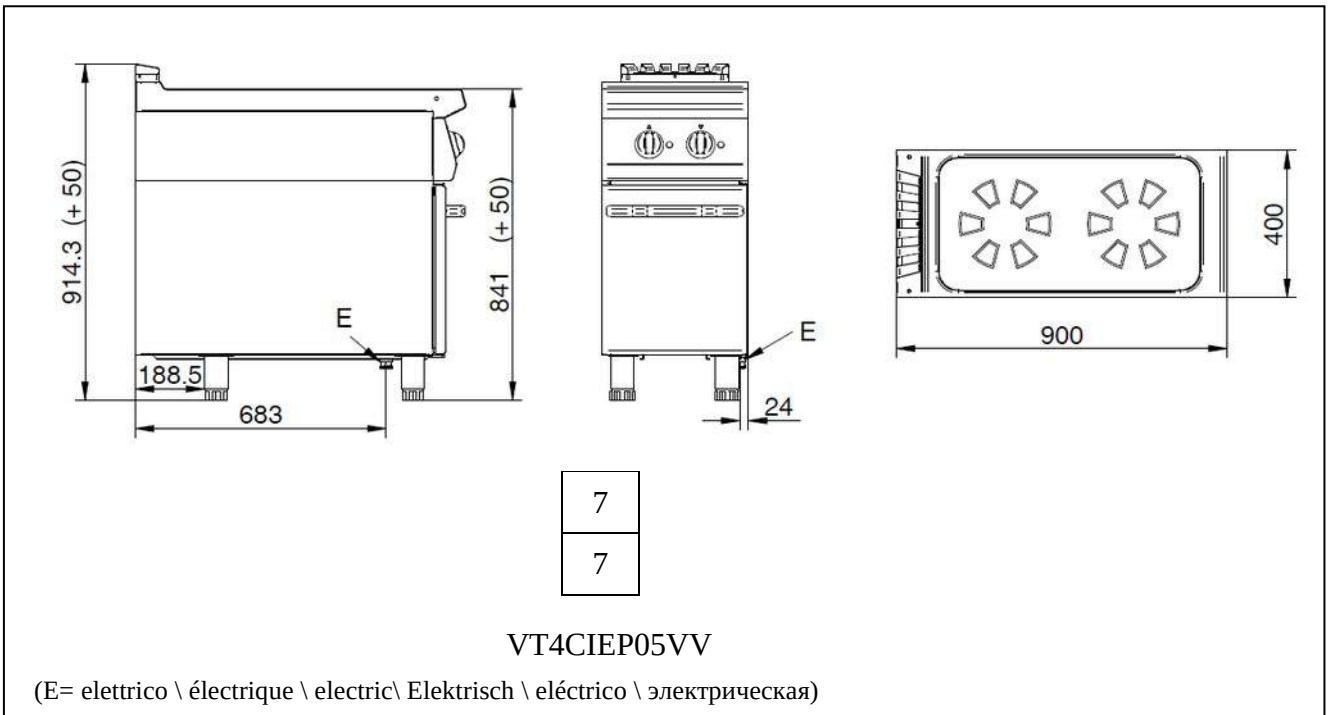 914.3 (+ 50)
841 (+ 50)
E
188.5
683
E
24
400
900
7
7
VT4CIEP05VV
(E= elettrico \ électrique \ electric\ Elektrisch \ eléctrico \ электрическая)